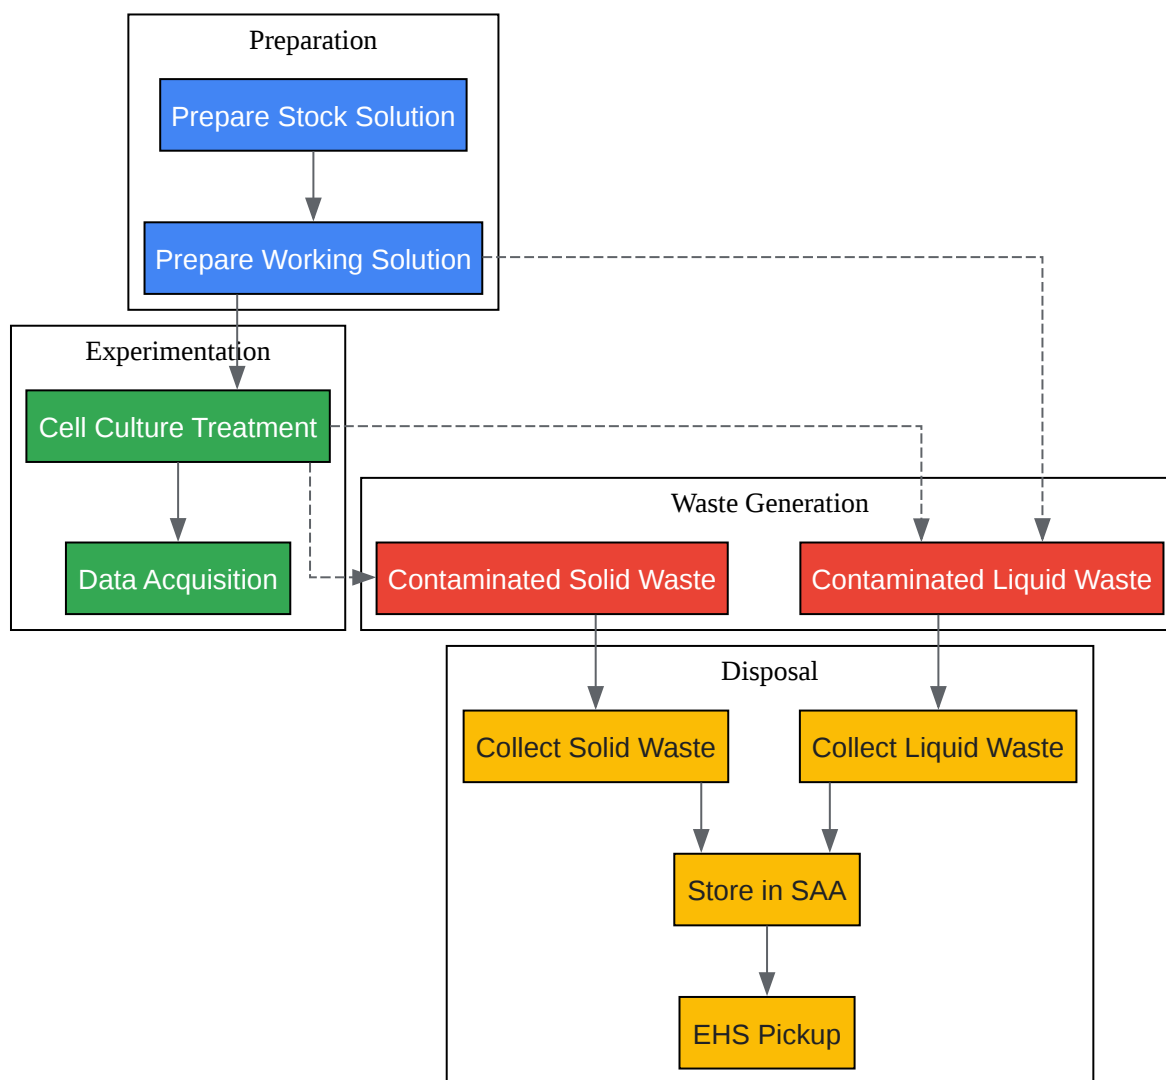 Preparation
Prepare Stock Solution
Prepare Working Solution
Experimentation
Cell Culture Treatment
Data Acquisition
Waste Generation
Contaminated Solid Waste
Contaminated Liquid Waste
Disposal
Collect Solid Waste
Collect Liquid Waste
Store in SAA
EHS Pickup